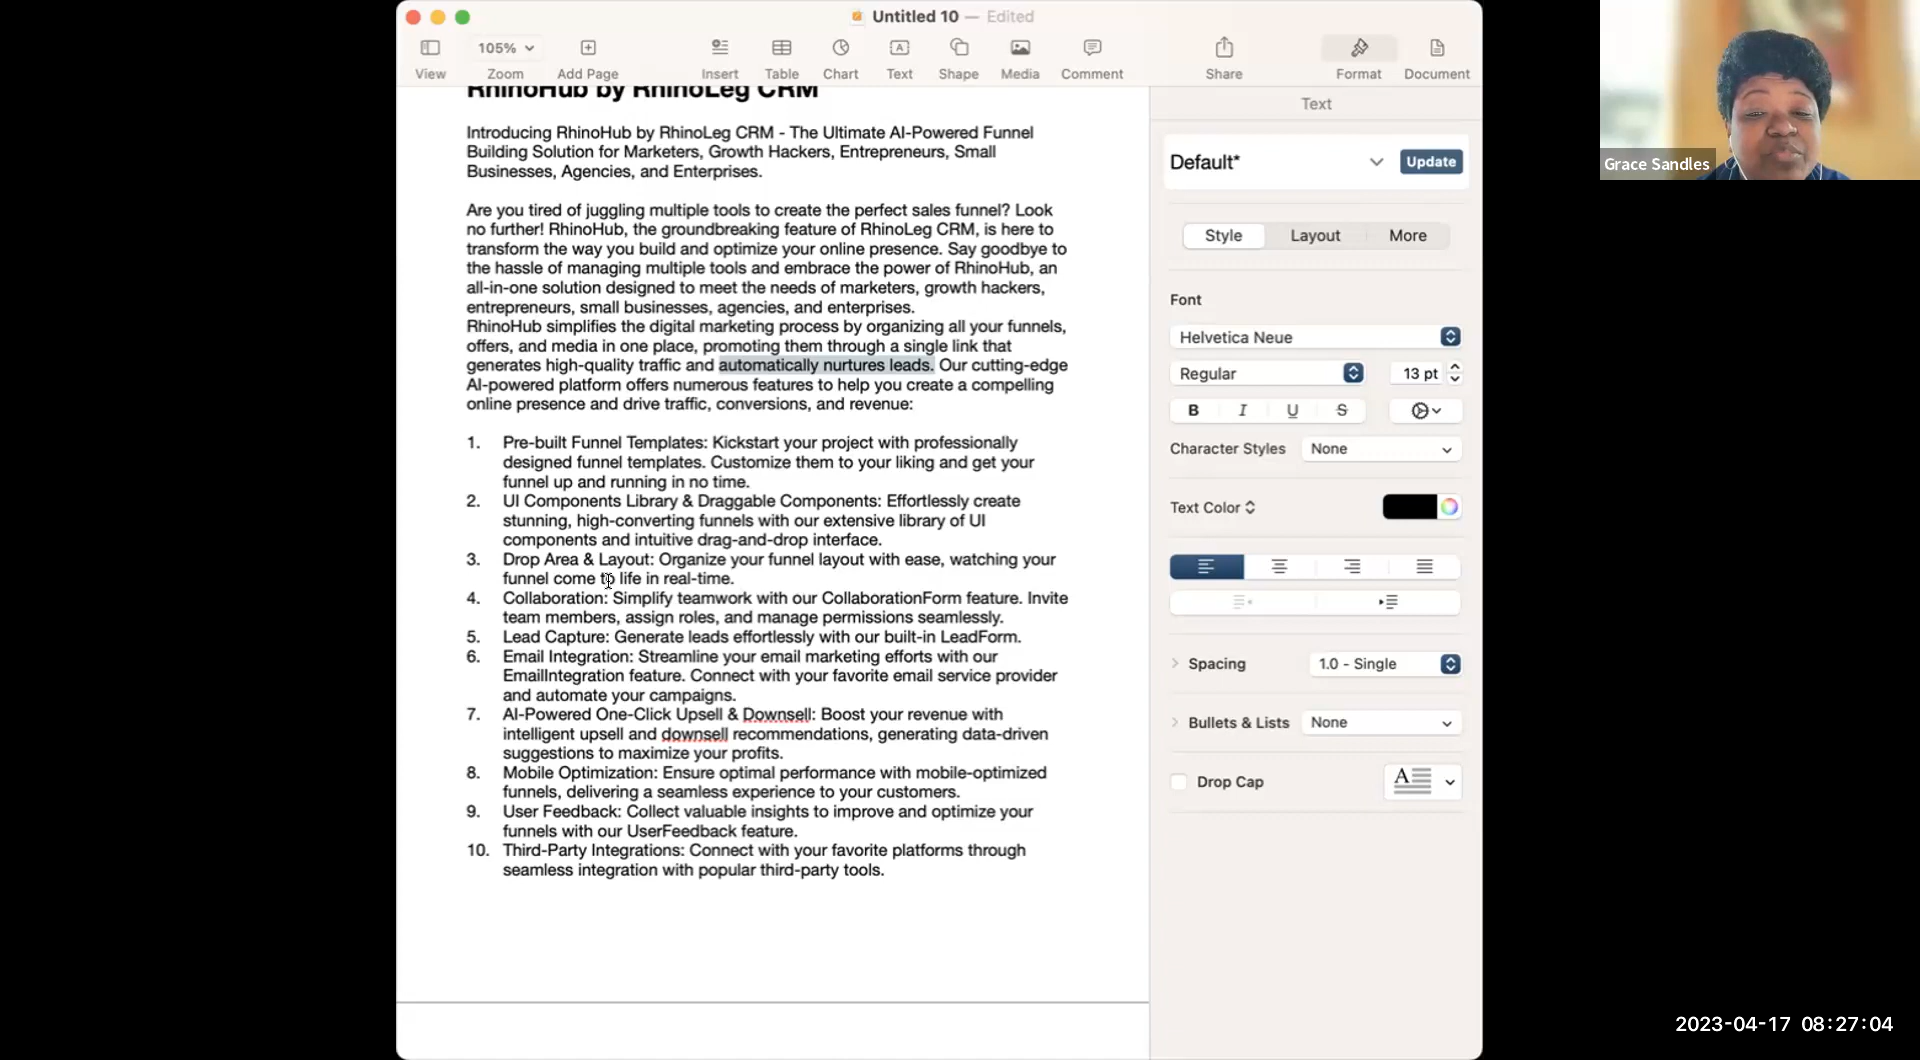 Untitled 10 — Edited
105%
View
Zoom
Add Page
Insert
Table
Chart
Text
Shape
Media
Comment
Share
Format
Document
RhinoHub by RhinoLeg CRM
Introducing RhinoHub by RhinoLeg CRM - The Ultimate AI-Powered Funnel
Building Solution for Marketers, Growth Hackers, Entrepreneurs, Small
Businesses, Agencies, and Enterprises.
Are you tired of juggling multiple tools to create the perfect sales funnel? Look
no further! RhinoHub, the groundbreaking feature of RhinoLeg CRM, is here to
transform the way you build and optimize your online presence. Say goodbye to
the hassle of managing multiple tools and embrace the power of RhinoHub, an
all-in-one solution designed to meet the needs of marketers, growth hackers,
entrepreneurs, small businesses, agencies, and enterprises.
RhinoHub simplifies the digital marketing process by organizing all your funnels,
offers, and media in one place, promoting them through a single link that
generates high-quality traffic and automatically nurtures leads. Our cutting-edge
AI-powered platform offers numerous features to help you create a compelling
online presence and drive traffic, conversions, and revenue:
1. Pre-built Funnel Templates: Kickstart your project with professionally
designed funnel templates. Customize them to your liking and get your
funnel up and running in no time.
2. UI Components Library & Draggable Components: Effortlessly create
stunning, high-converting funnels with our extensive library of UI
components and intuitive drag-and-drop interface.
3. Drop Area & Layout: Organize your funnel layout with ease, watching your
funnel come to life in real-time.
4. Collaboration: Simplify teamwork with our CollaborationForm feature. Invite
team members, assign roles, and manage permissions seamlessly.
5. Lead Capture: Generate leads effortlessly with our built-in LeadForm.
6. Email Integration: Streamline your email marketing efforts with our
EmailIntegration feature. Connect with your favorite email service provider
and automate your campaigns.
7. AI-Powered One-Click Upsell & Downsell: Boost your revenue with
intelligent upsell and downsell recommendations, generating data-driven
suggestions to maximize your profits.
8. Mobile Optimization: Ensure optimal performance with mobile-optimized
funnels, delivering a seamless experience to your customers.
9. User Feedback: Collect valuable insights to improve and optimize your
funnels with our UserFeedback feature.
10. Third-Party Integrations: Connect with your favorite platforms through
seamless integration with popular third-party tools.
Text
Default*
Update
Style
Layout
More
Font
Helvetica Neue
Regular
13 pt
B I U S
Character Styles
None
Text Color
Spacing
1.0 - Single
Bullets & Lists
None
Drop Cap
A
Grace Sandles
2023-04-17 08:27:04